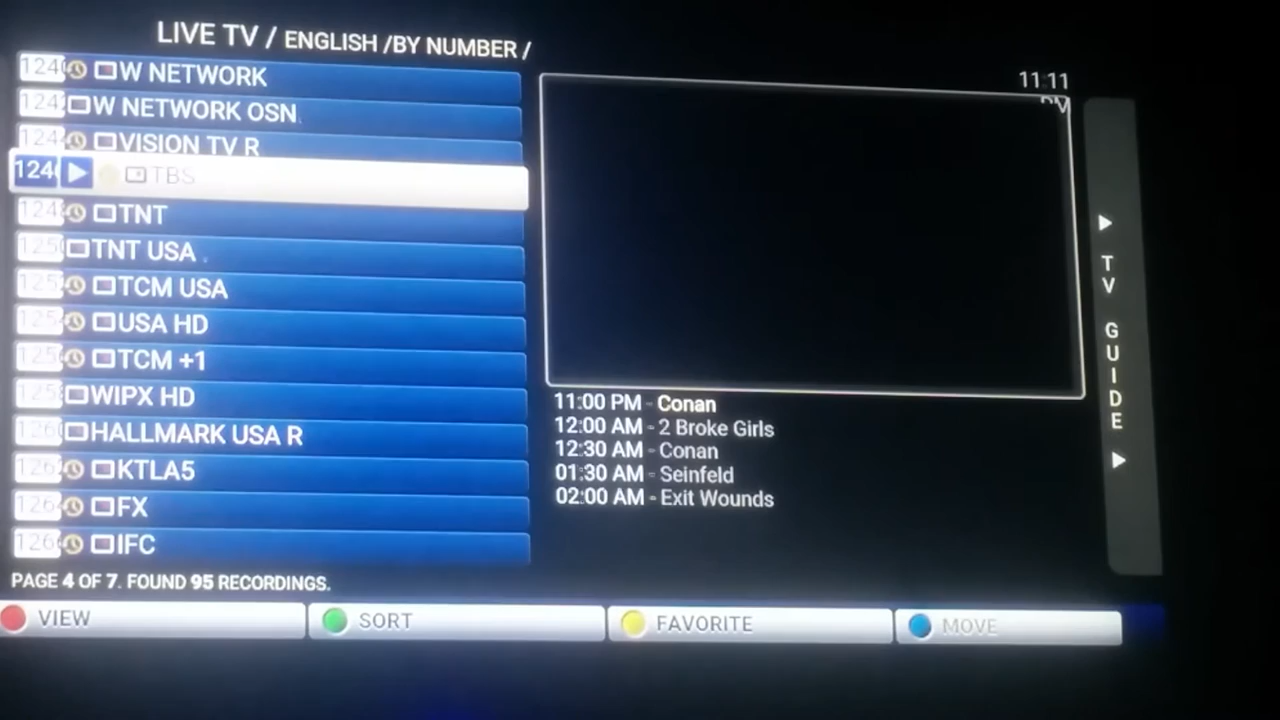 LIVE TV / ENGLISH /BY NUMBER /
11:11
W NETWORK
W NETWORK OSN
VISION TV R
124 TBS
TNT
TNT USA
TCM USA
USA HD
TCM +1
WIPX HD
HALLMARK USA R
KTLA5
FX
IFC
11:00 PM - Conan
12:00 AM - 2 Broke Girls
12:30 AM - Conan
01:30 AM - Seinfeld
02:00 AM - Exit Wounds
TV GUIDE
PAGE 4 OF 7. FOUND 95 RECORDINGS.
VIEW SORT FAVORITE MOVE